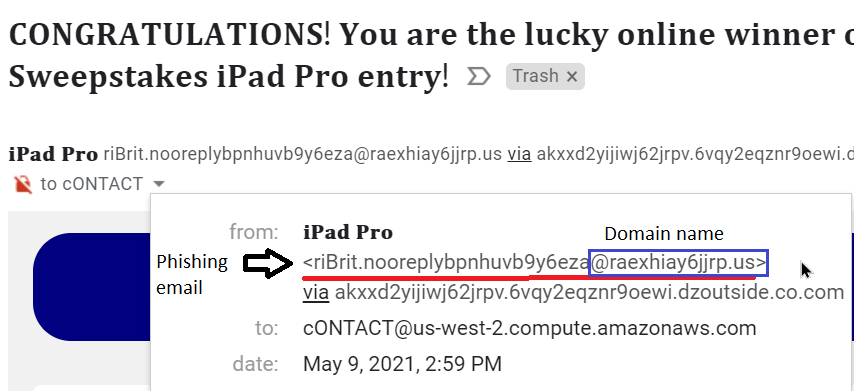 CONGRATULATIONS! You are the lucky online winner o
Sweepstakes iPad Pro entry!
Trash ×
iPad Pro riBrit.nooreplybpnhuvb9y6eza@raexhiay6jjrp.us via akxxd2yijiwj62jrpv.6vqy2eqznr9oewi.d
to cONTACT
Domain name
from: iPad Pro
Phishing email
<riBrit.nooreplybpnhuvb9y6eza@raexhiay6jjrp.us>
via akxxd2yijiwj62jrpv.6vqy2eqznr9oewi.dzoutside.co.com
to: cONTACT@us-west-2.compute.amazonaws.com
date: May 9, 2021, 2:59 PM